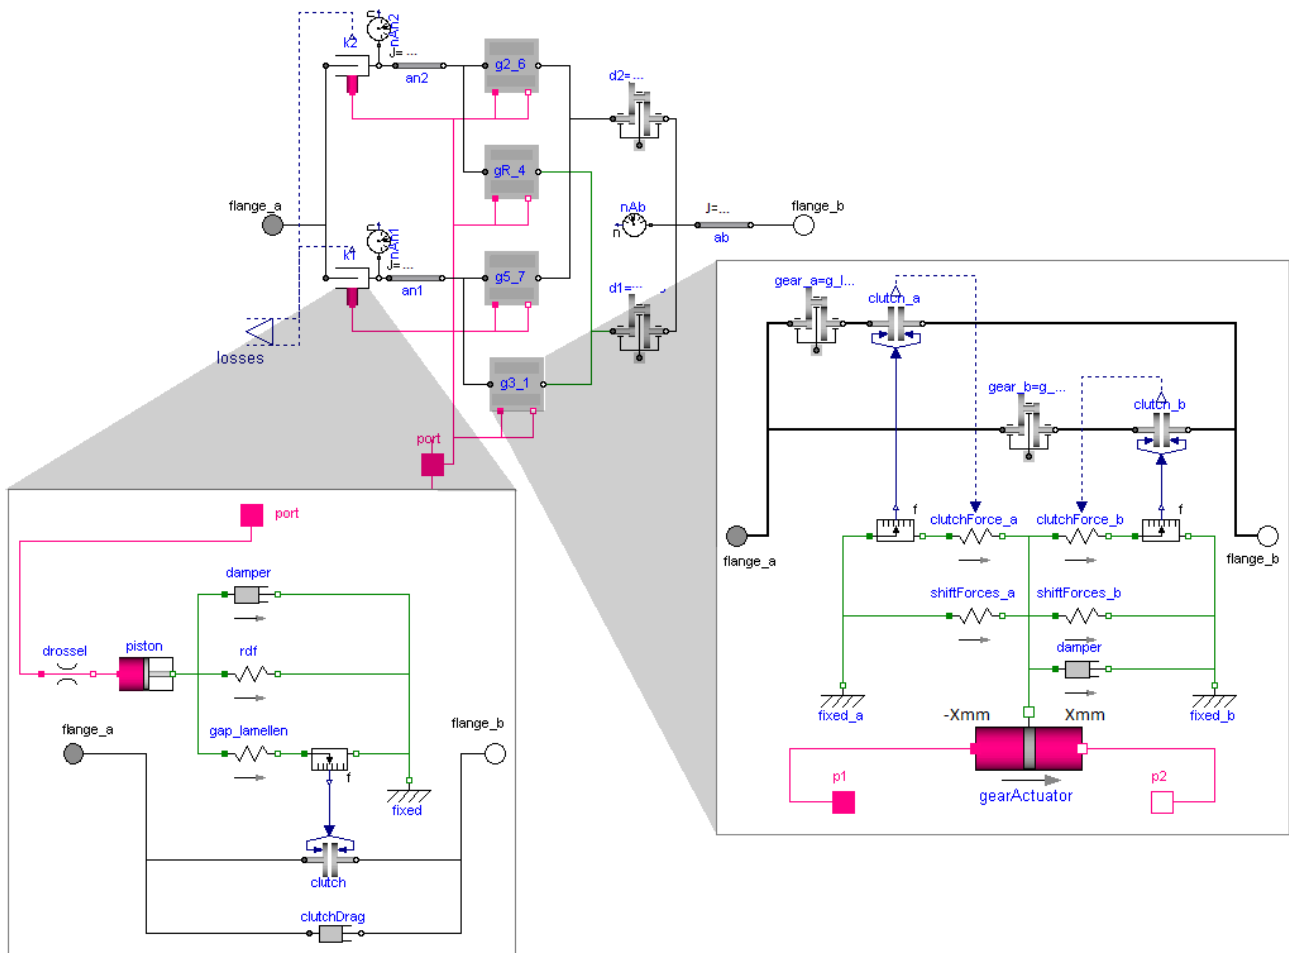 n
nAn2
k2
J=...
an2
g2_6
d2=...
gR_4
flange_a
n
nAn1
k1
J=...
an1
g5_7
nAb
n
J=...
ab
flange_b
d1=...
losses
g3_1
port
gear_a=g_l...
clutch_a
gear_b=g_...
clutch_b
f
clutchForce_a
clutchForce_b
f
flange_a
flange_b
shiftForces_a
shiftForces_b
damper
fixed_a
fixed_b
-Xmm
Xmm
p1
p2
gearActuator
port
damper
drossel
piston
rdf
flange_a
gap_lamellen
flange_b
f
fixed
clutch
clutchDrag